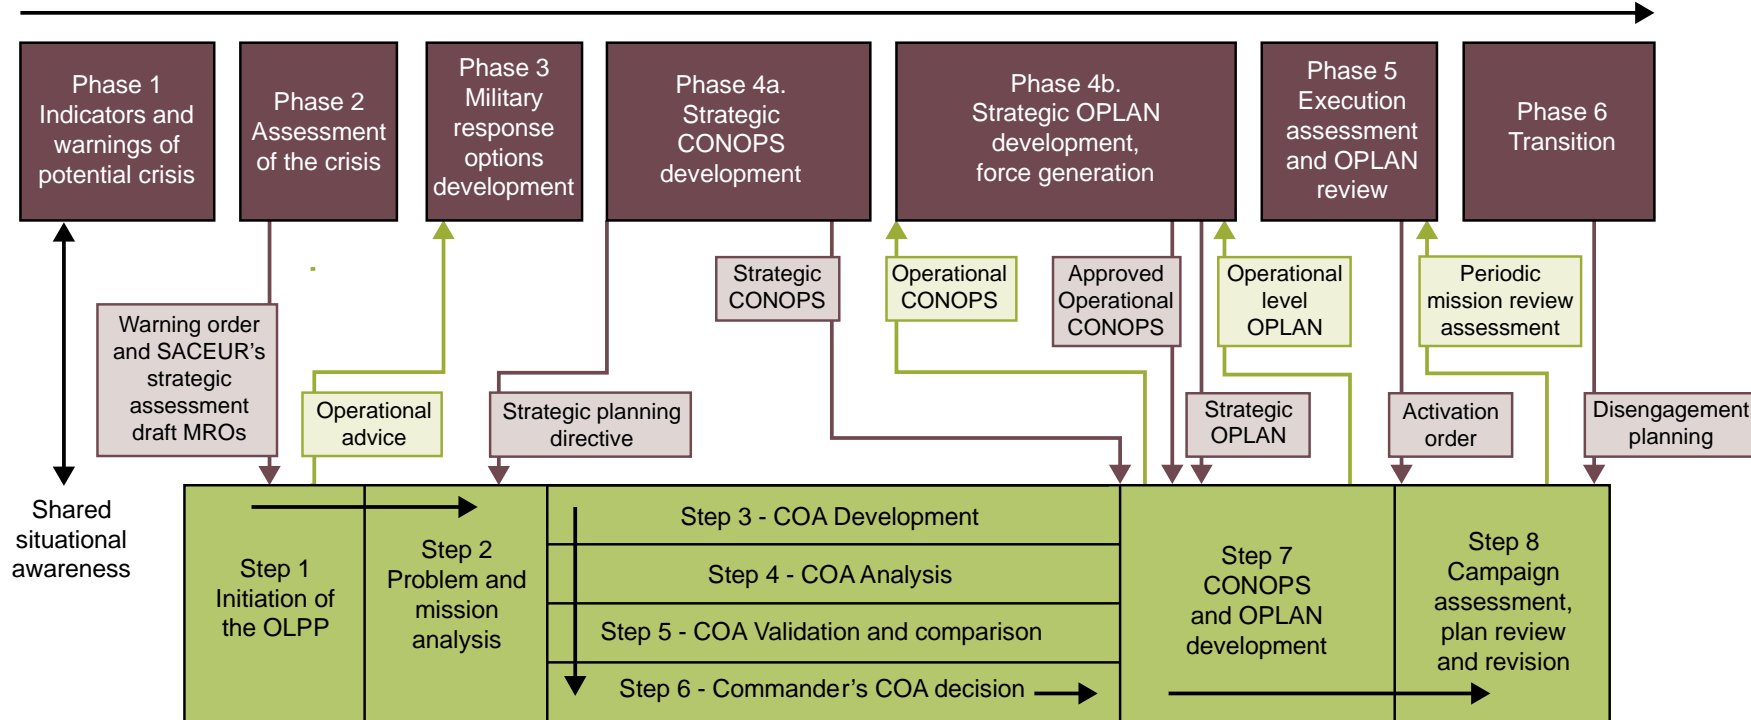 Phase 1
Indicators and
warnings of
potential crisis
Phase 2
Assessment
of the crisis
Phase 3
Military
response
options
development
Phase 4a.
Strategic
CONOPS
development
Phase 4b.
Strategic OPLAN
development,
force generation
Phase 5
Execution
assessment
and OPLAN
review
Phase 6
Transition
Strategic
CONOPS
Operational
CONOPS
Approved
Operational
CONOPS
Operational
level
OPLAN
Periodic
mission review
assessment
Warning order
and SACEUR's
strategic
assessment
draft MROs
Operational
advice
Strategic planning
directive
Strategic
OPLAN
Activation
order
Disengagement
planning
Shared
situational
awareness
Step 1
Initiation of
the OLPP
Step 2
Problem and
mission
analysis
Step 3 - COA Development
Step 4 - COA Analysis
Step 5 - COA Validation and comparison
Step 6 - Commander's COA decision
Step 7
CONOPS
and OPLAN
development
Step 8
Campaign
assessment,
plan review
and revision